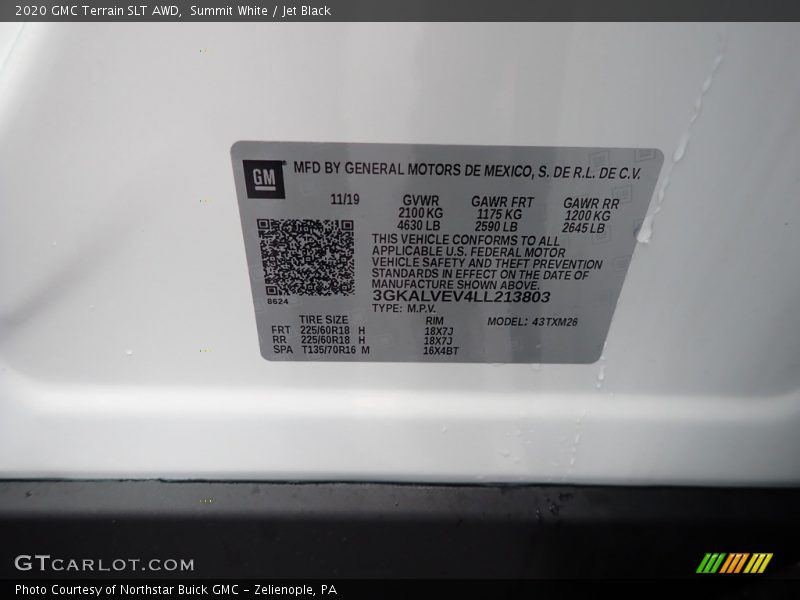 2020 GMC Terrain SLT AWD, Summit White / Jet Black
GM MFD BY GENERAL MOTORS DE MEXICO, S. DE R.L. DE C.V.
11/19 GVWR GAWR FRT GAWR RR
2100 KG 1175 KG 1200 KG
4630 LB 2590 LB 2645 LB
THIS VEHICLE CONFORMS TO ALL
APPLICABLE U.S. FEDERAL MOTOR
VEHICLE SAFETY AND THEFT PREVENTION
STANDARDS IN EFFECT ON THE DATE OF
MANUFACTURE SHOWN ABOVE.
8624 3GKALVEV4LL213803
TYPE: M.P.V.
TIRE SIZE RIM MODEL: 43TXM26
FRT 225/60R18 H 18X7J
RR 225/60R18 H 18X7J
SPA T135/70R16 M 16X4BT
GTCARLOT.COM
Photo Courtesy of Northstar Buick GMC - Zelienople, PA